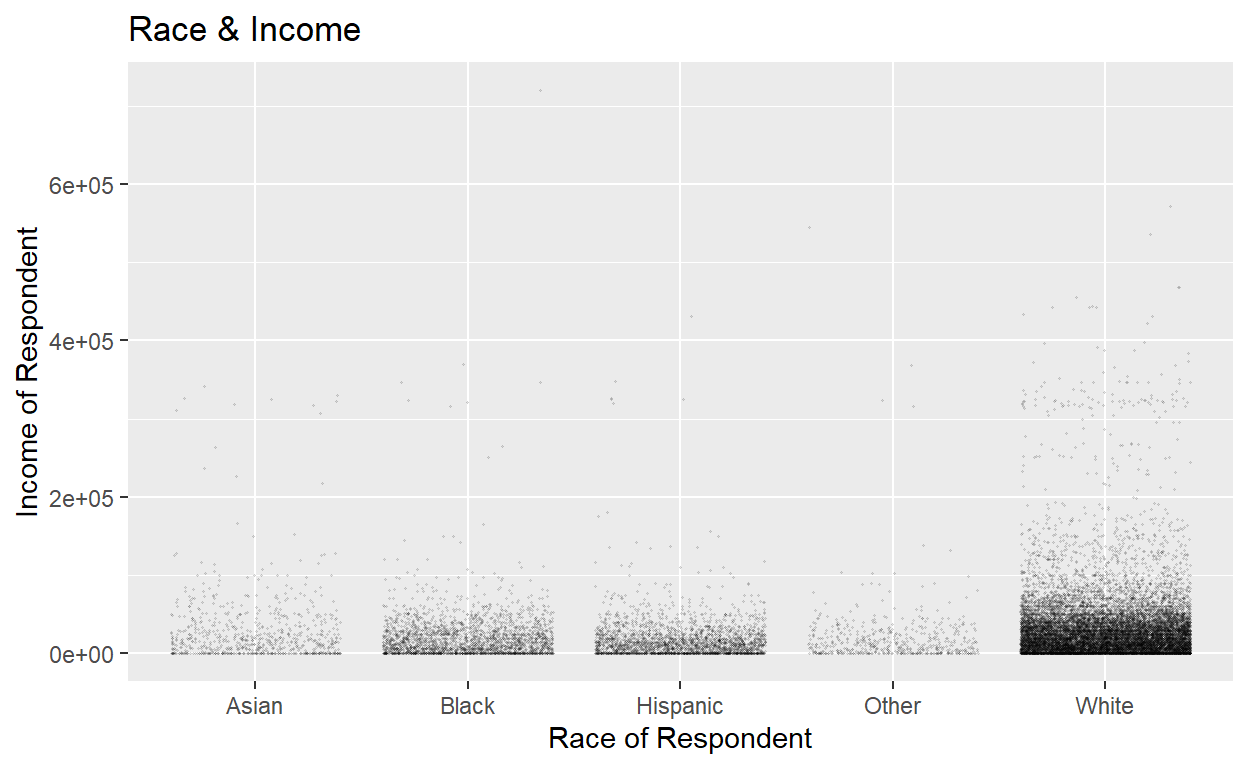 Race & Income
6e+05
4e+05
2e+05
0e+00
Income of Respondent
Asian Black Hispanic Other White
Race of Respondent